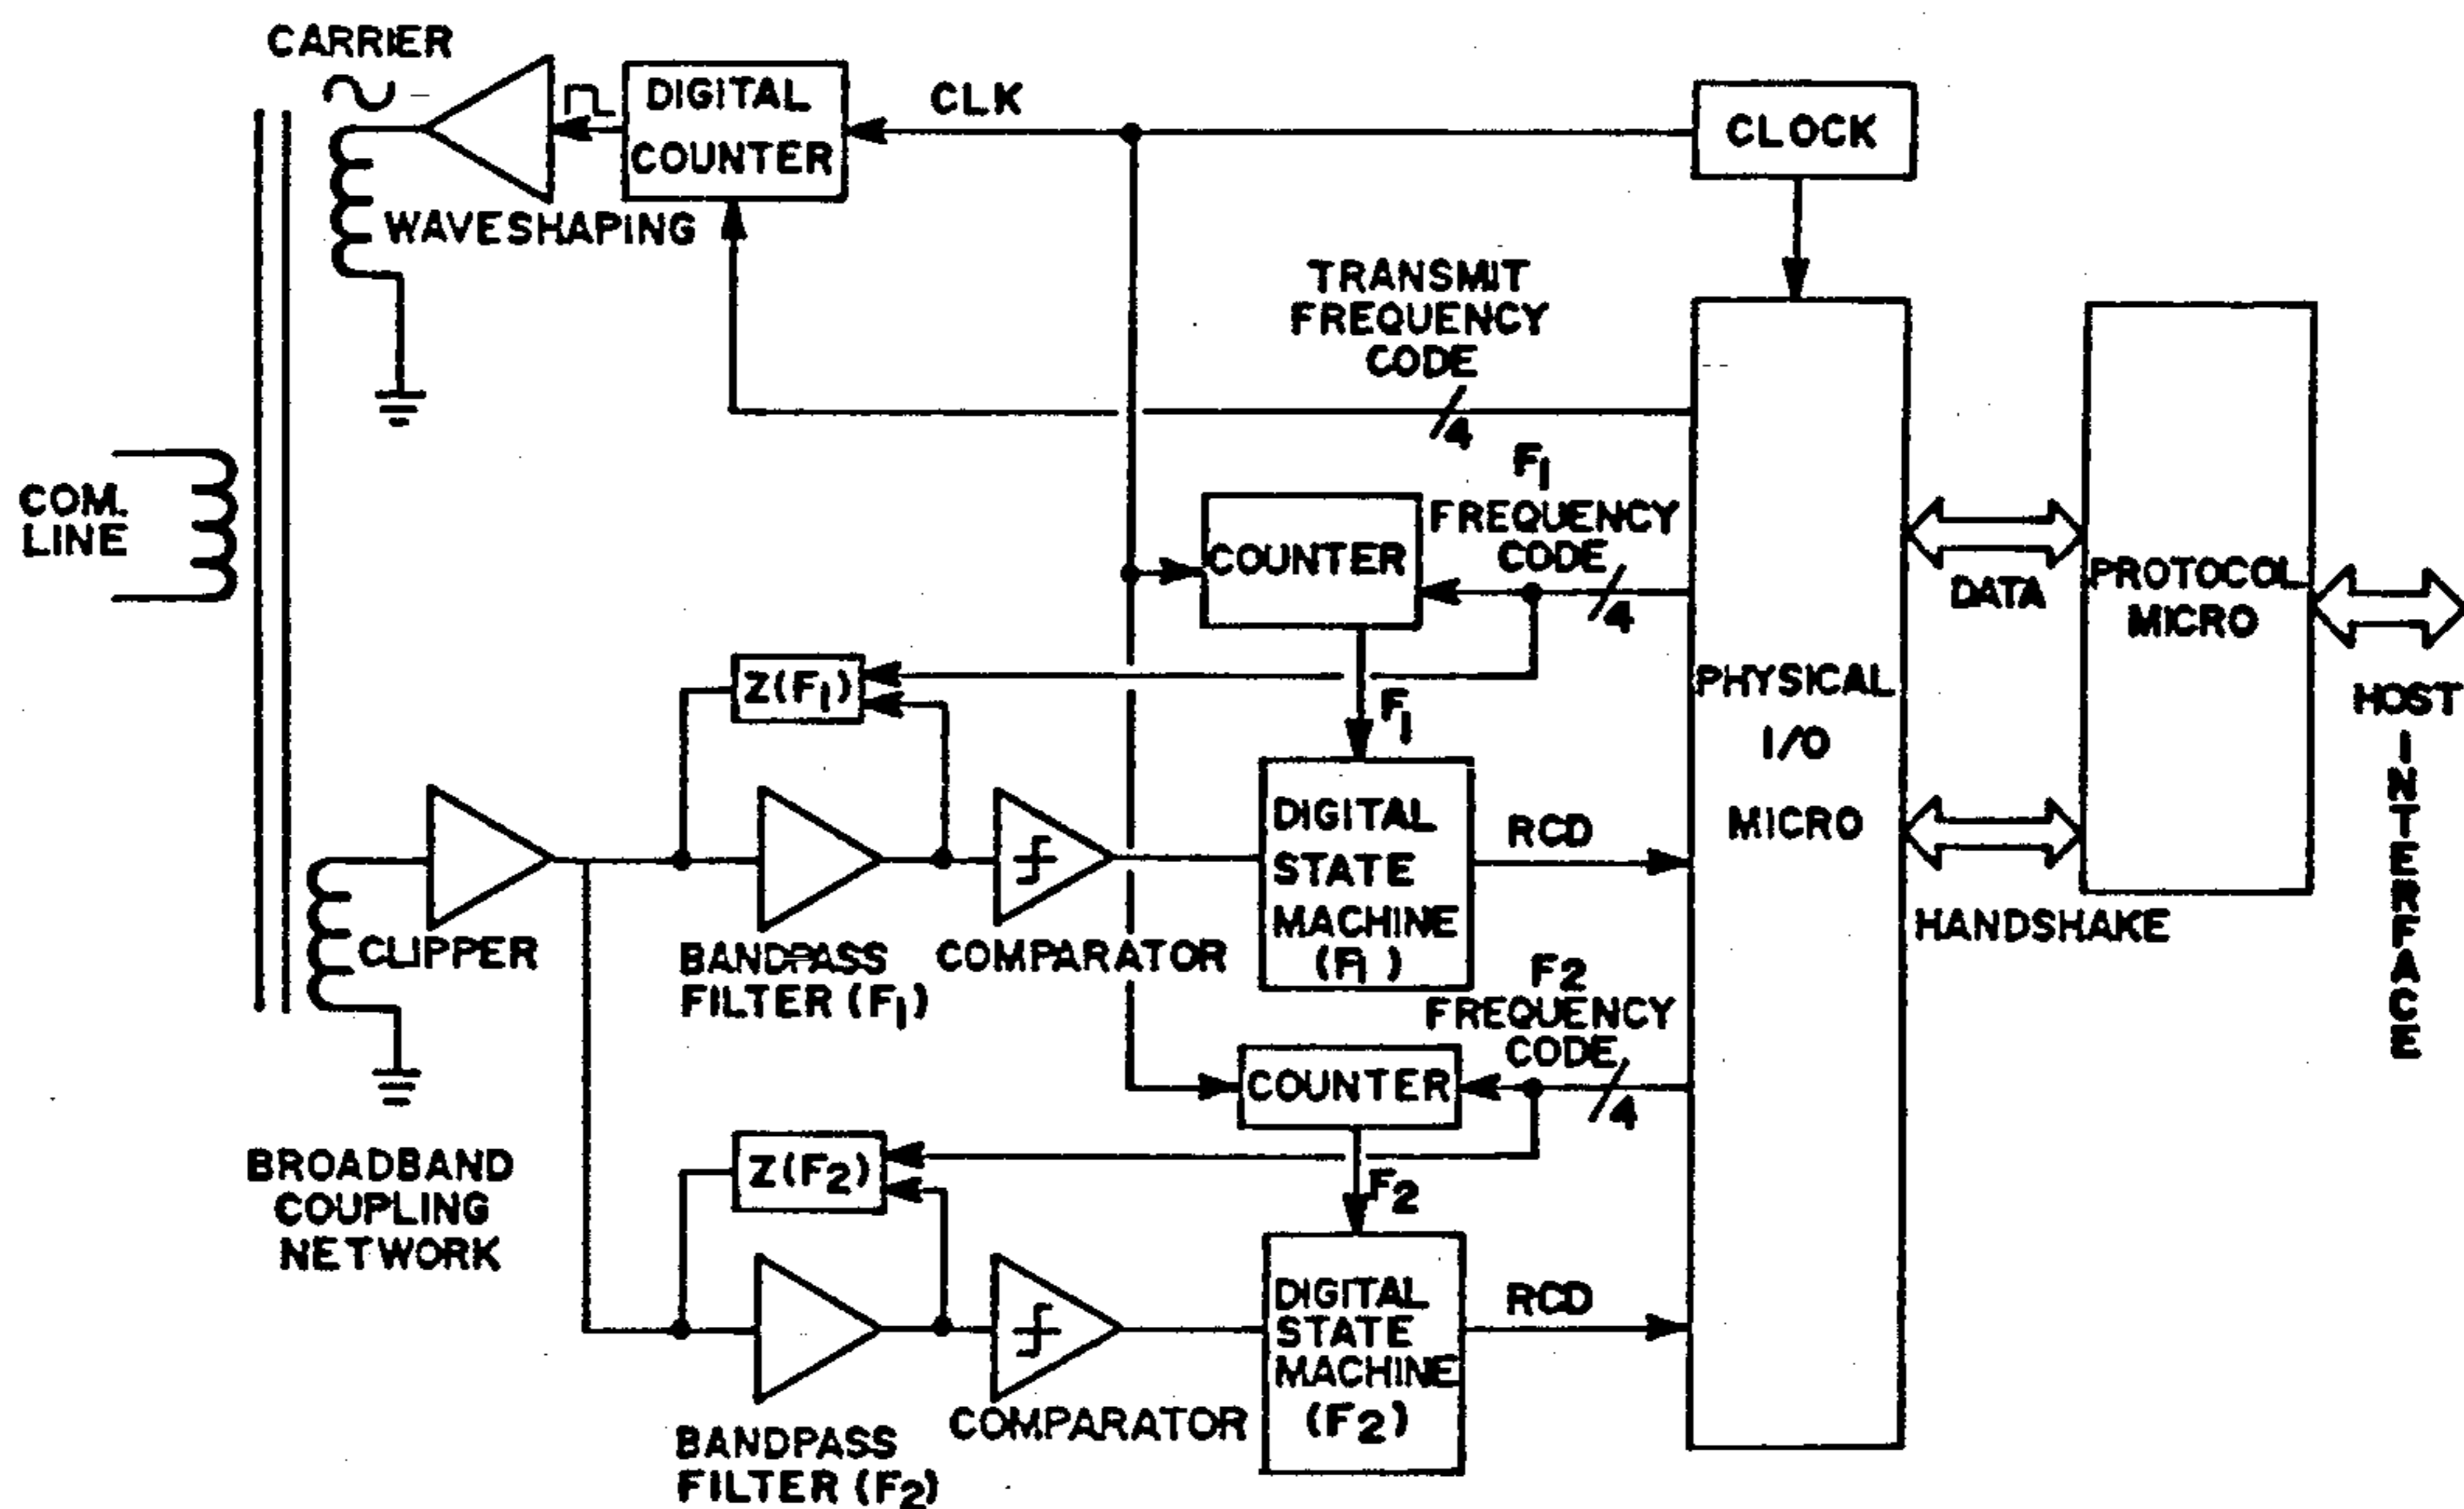 CARRIER
DIGITAL
COUNTER
CLK
CLOCK
WAVESHAPING
TRANSMIT
FREQUENCY
CODE
4
COM.
LINE
F1
FREQUENCY
CODE
4
COUNTER
DATA
PROTOCOL
MICRO
HOST
INTERFACE
Z(F1)
F1
PHYSICAL
I/O
MICRO
DIGITAL
STATE
MACHINE
(F1)
RCD
HANDSHAKE
CLIPPER
BANDPASS
FILTER (F1)
COMPARATOR
F2
FREQUENCY
CODE
4
COUNTER
BROADBAND
COUPLING
NETWORK
Z(F2)
F2
DIGITAL
STATE
MACHINE
(F2)
RCD
BANDPASS
FILTER (F2)
COMPARATOR